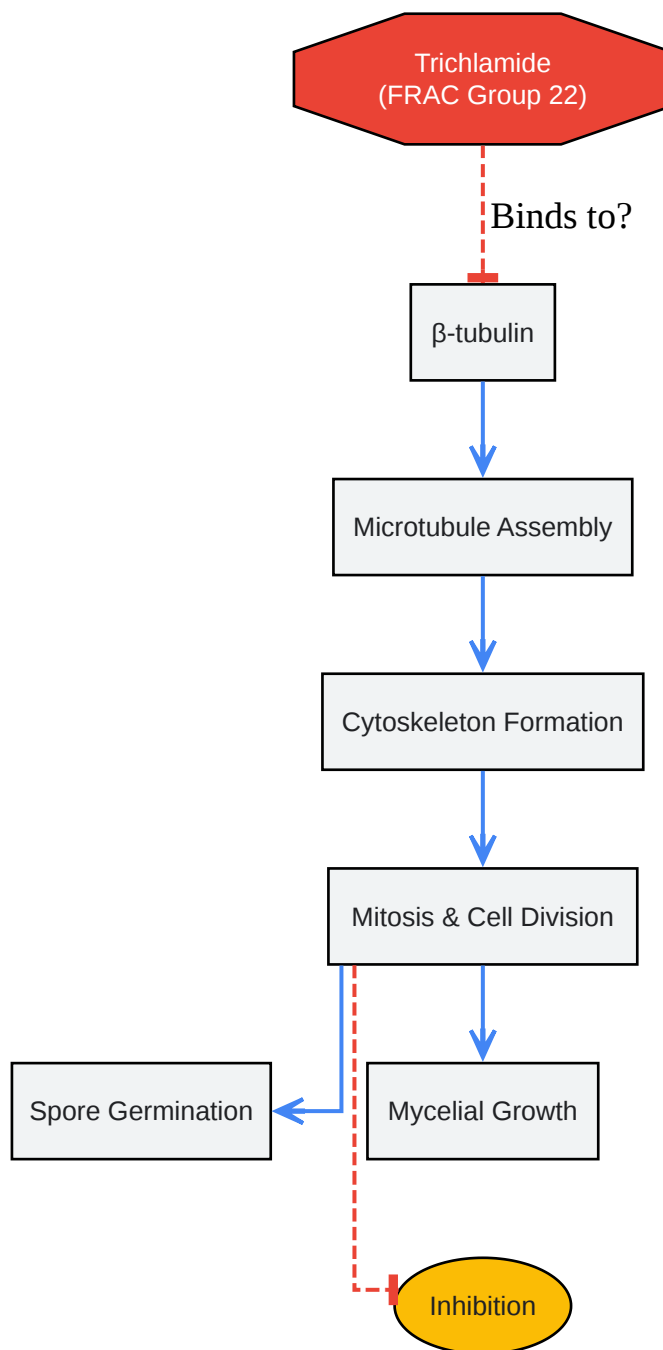 Trichlamide
(FRAC Group 22)
Binds to?
β-tubulin
Microtubule Assembly
Cytoskeleton Formation
Mitosis & Cell Division
Spore Germination
Mycelial Growth
Inhibition